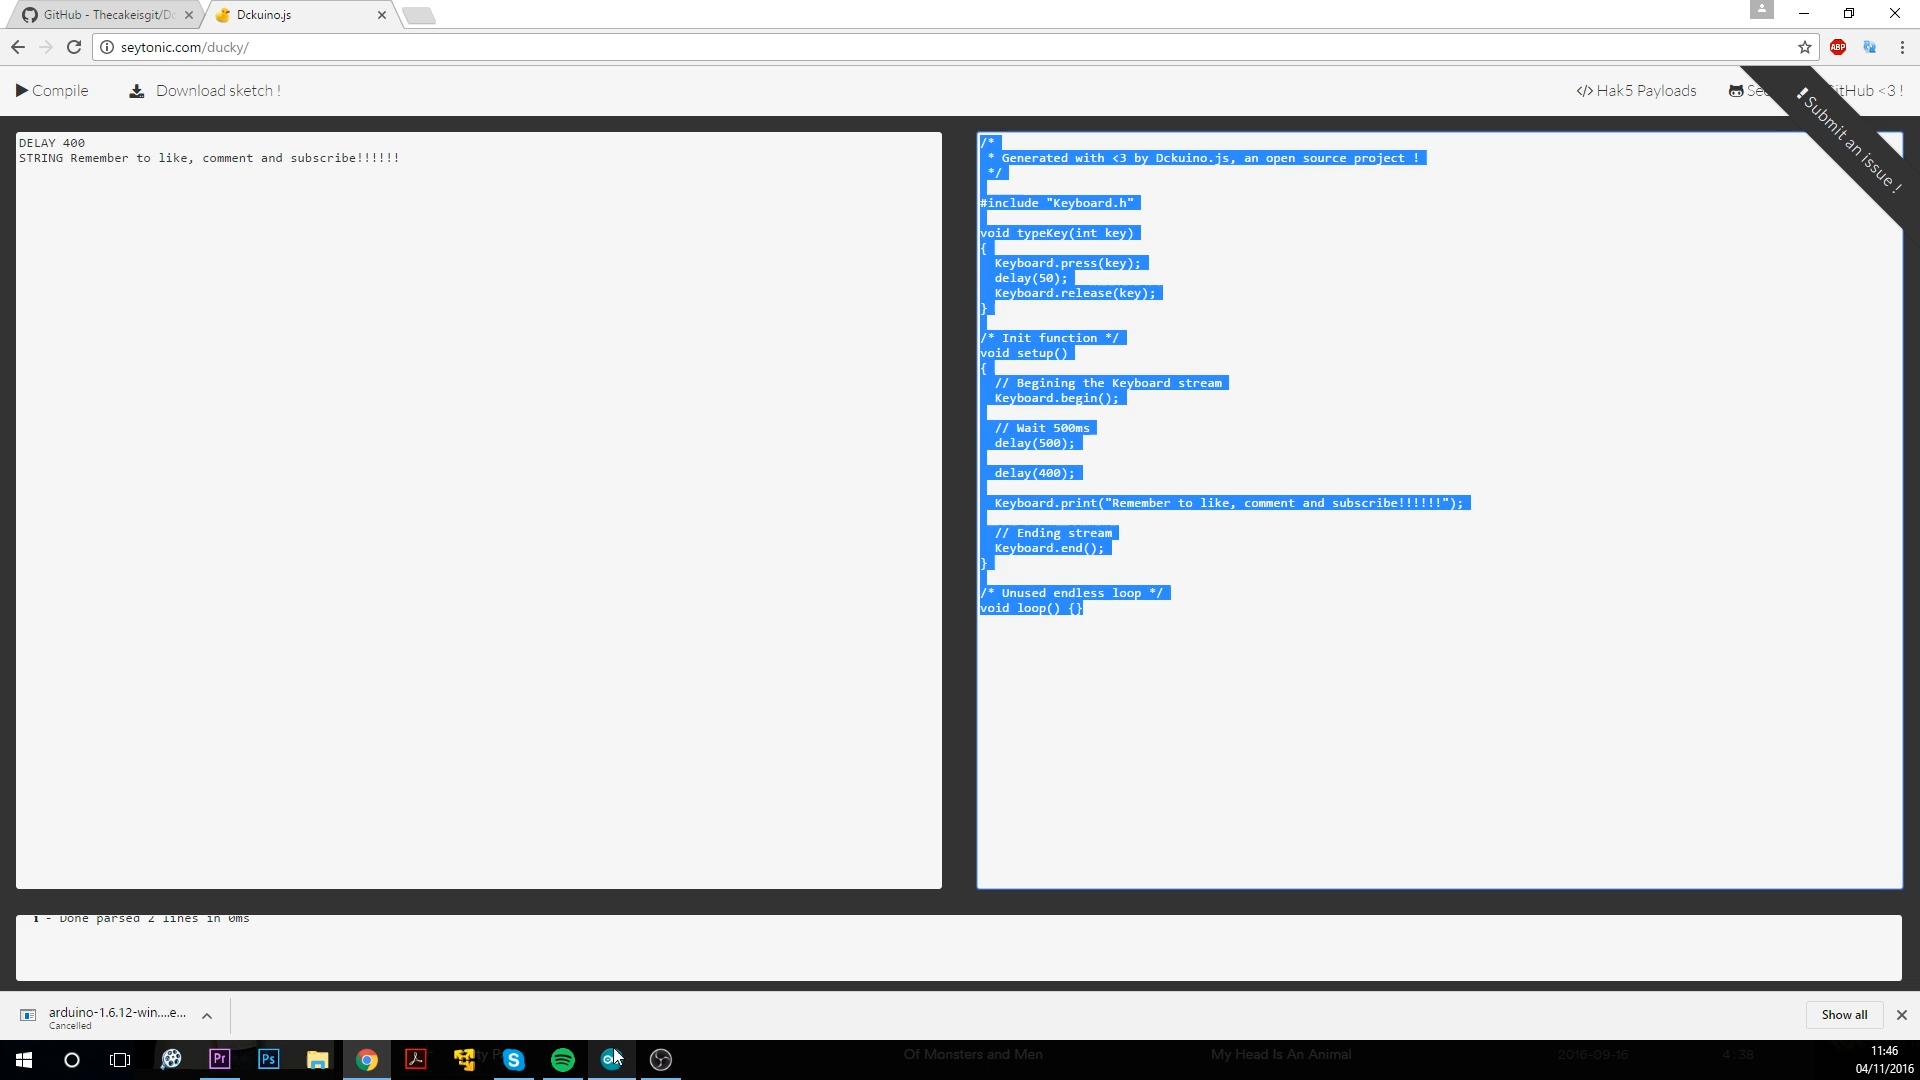 GitHub - Thecakeisgit/Dc
Dckuino.js
seytonic.com/ducky/
ABP
Compile
Download sketch !
</> Hak5 Payloads
itHub <3 !
! Submit an issue !
DELAY 400
STRING Remember to like, comment and subscribe!!!!!!
/*
* Generated with <3 by Dckuino.js, an open source project !
*/
#include "Keyboard.h"
void typeKey(int key)
{
Keyboard.press(key);
delay(50);
Keyboard.release(key);
}
/* Init function */
void setup()
{
// Begining the Keyboard stream
Keyboard.begin();
// Wait 500ms
delay(500);
delay(400);
Keyboard.print("Remember to like, comment and subscribe!!!!!!");
// Ending stream
Keyboard.end();
}
/* Unused endless loop */
void loop() {}
i - Done parsed 2 lines in 0ms
arduino-1.6.12-win....e...
Cancelled
Show all
Pr
Ps
Of Monsters and Men
My Head Is An Animal
2016-09-16
4:38
11:46
04/11/2016